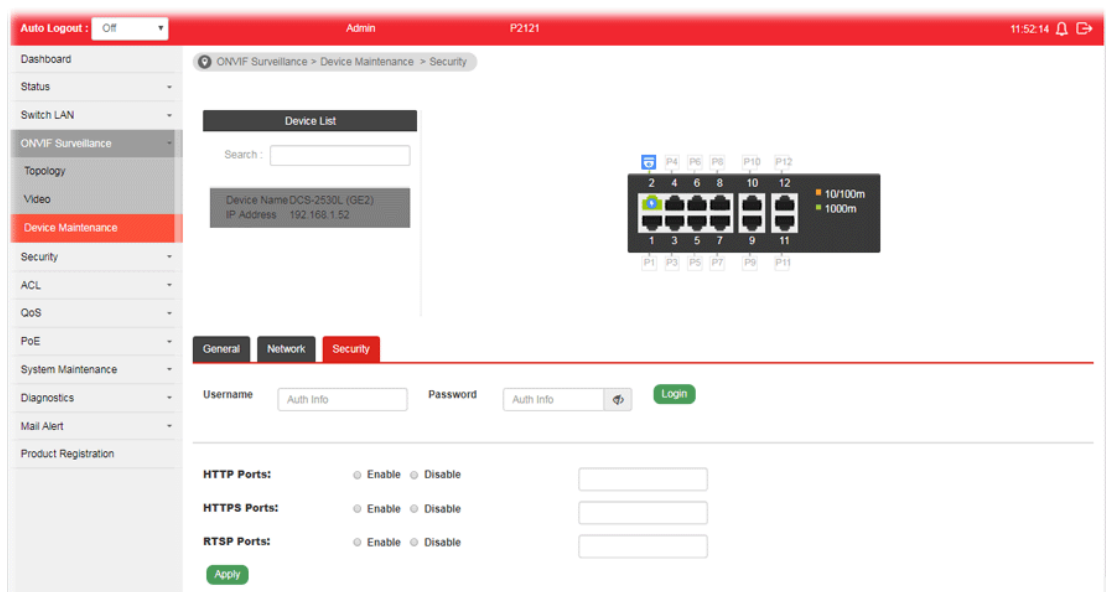 Auto Logout : Off Admin P2121 11:52:14
Dashboard
ONVIF Surveillance > Device Maintenance > Security
Status
Switch LAN
ONVIF Surveillance
Topology
Video
Device Maintenance
Security
ACL
QoS
PoE
System Maintenance
Diagnostics
Mail Alert
Product Registration
Device List
Search :
Device Name DCS-2530L (GE2)
IP Address 192.168.1.52
P4 P6 P8 P10 P12
2 4 6 8 10 12
10/100m
1000m
1 3 5 7 9 11
P1 P3 P5 P7 P9 P11
General Network Security
Username Auth Info Password Auth Info Login
HTTP Ports: Enable Disable
HTTPS Ports: Enable Disable
RTSP Ports: Enable Disable
Apply